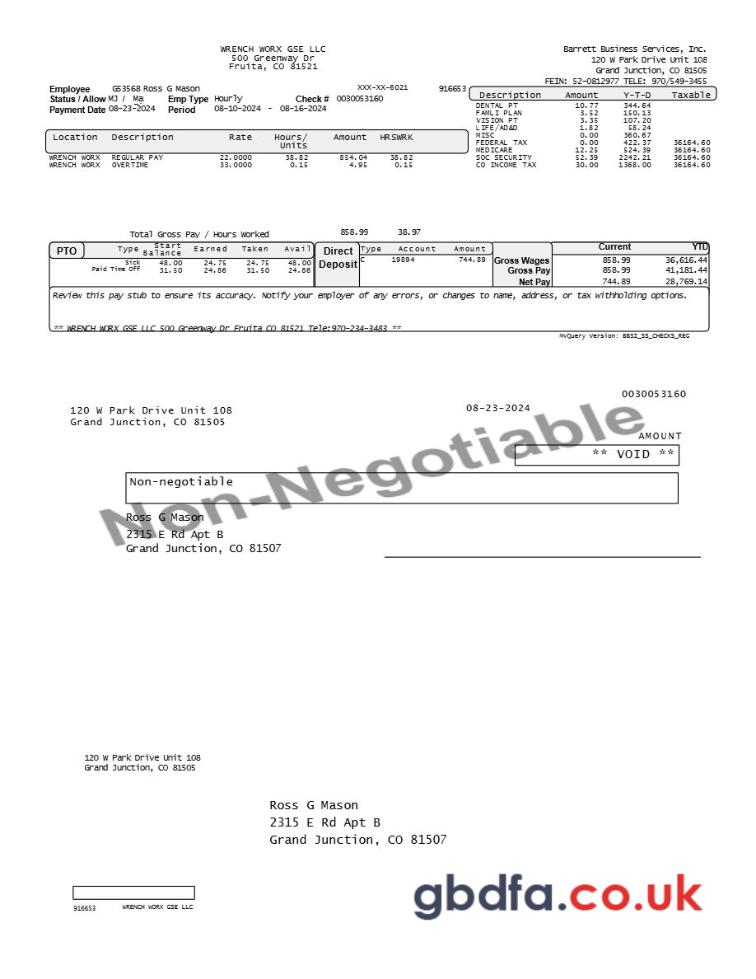 WRENCH WORX GSE LLC
500 Greenway Dr
Fruita, CO 81521
Barrett Business Services, Inc.
120 W Park Drive Unit 108
Grand Junction, CO 81505
FEIN: 52-0812977 TELE: 970/549-3455
Employee G53568 Ross G Mason XXX-XX-6021 916653
Status / Allow MJ / Ma Emp Type Hourly Check # 0030053160
Payment Date 08-23-2024 Period 08-10-2024 - 08-16-2024
Description Amount Y-T-D Taxable
DENTAL PT 10.77 344.64
FAMLI PLAN 3.52 150.13
VISION PT 3.35 107.20
LIFE/AD&D 1.82 58.24
MISC 0.00 360.67
FEDERAL TAX 0.00 422.37 36164.60
MEDICARE 12.25 524.39 36164.60
SOC SECURITY 52.39 2242.21 36164.60
CO INCOME TAX 30.00 1368.00 36164.60
Location Description Rate Hours/ Units Amount HRSWRK
WRENCH WORX REGULAR PAY 22.0000 38.82 854.04 38.82
WRENCH WORX OVERTIME 33.0000 0.15 4.95 0.15
Total Gross Pay / Hours Worked 858.99 38.97
PTO Type Start Balance Earned Taken Avail
Sick 48.00 24.75 24.75 48.00
Paid Time Off 31.50 24.86 31.50 24.86
Direct Deposit Type Account Amount
C 19894 744.89
Current YTD
Gross Wages 858.99 36,616.44
Gross Pay 858.99 41,181.44
Net Pay 744.89 28,769.14
Review this pay stub to ensure its accuracy. Notify your employer of any errors, or changes to name, address, or tax withholding options.
** WRENCH WORX GSE LLC 500 Greenway Dr Fruita CO 81521 Tele:970-234-3483 **
MvQuery Version: BBSI_SS_CHECKS_REG
0030053160
120 W Park Drive Unit 108
Grand Junction, CO 81505
08-23-2024
AMOUNT
** VOID **
Non-Negotiable
Non-negotiable
Ross G Mason
2315 E Rd Apt B
Grand Junction, CO 81507
120 W Park Drive Unit 108
Grand Junction, CO 81505
Ross G Mason
2315 E Rd Apt B
Grand Junction, CO 81507
916653 WRENCH WORX GSE LLC
gbdfa.co.uk